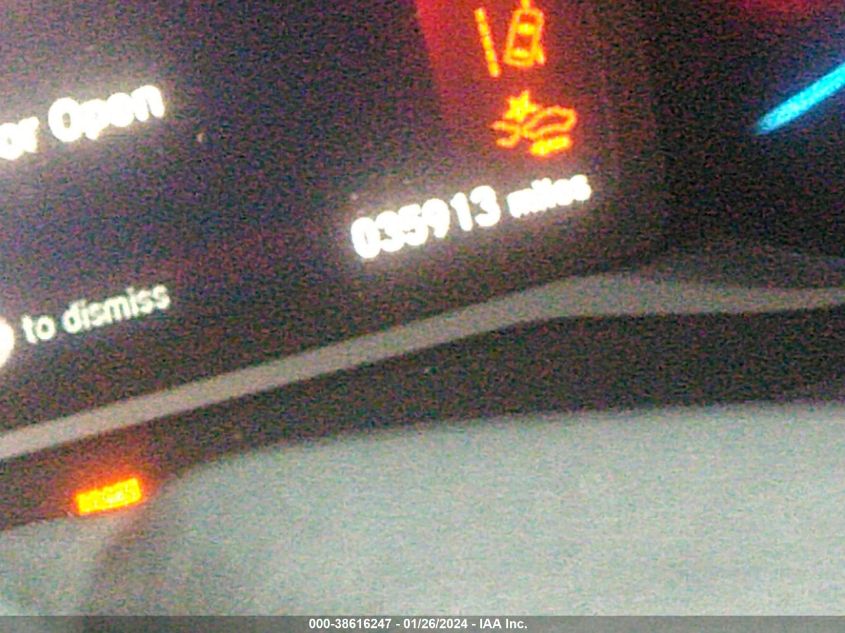 or Open
035913 miles
to dismiss
000-38616247 - 01/26/2024 - IAA Inc.